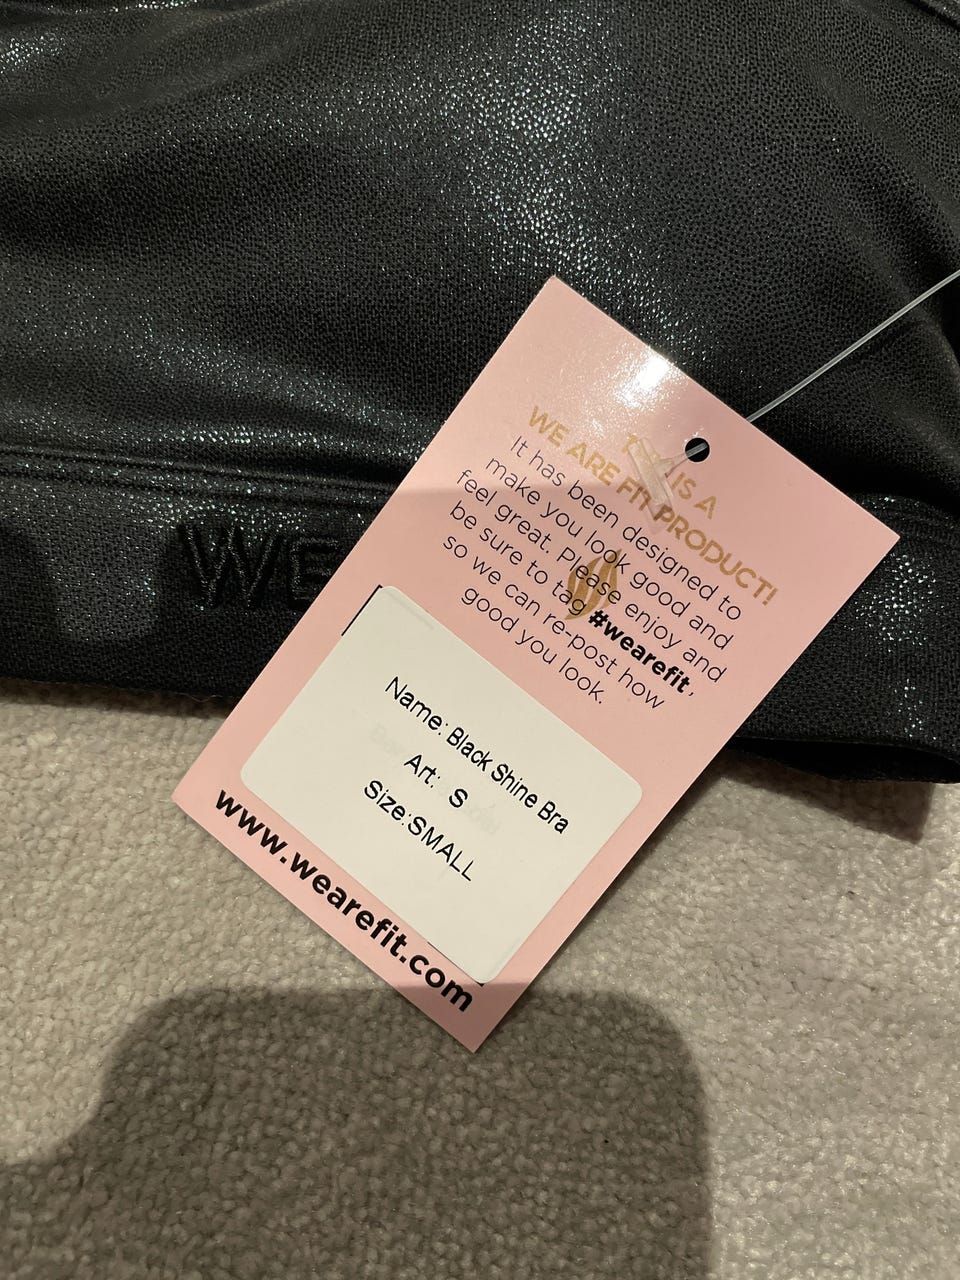 WE
IS A
WE ARE FIT PRODUCT!
It has been designed to
make you look good and
feel great. Please enjoy and
be sure to tag #wearefit,
so we can re-post how
good you look.
Name: Black Shine Bra
Art: S
Size:SMALL
www.wearefit.com